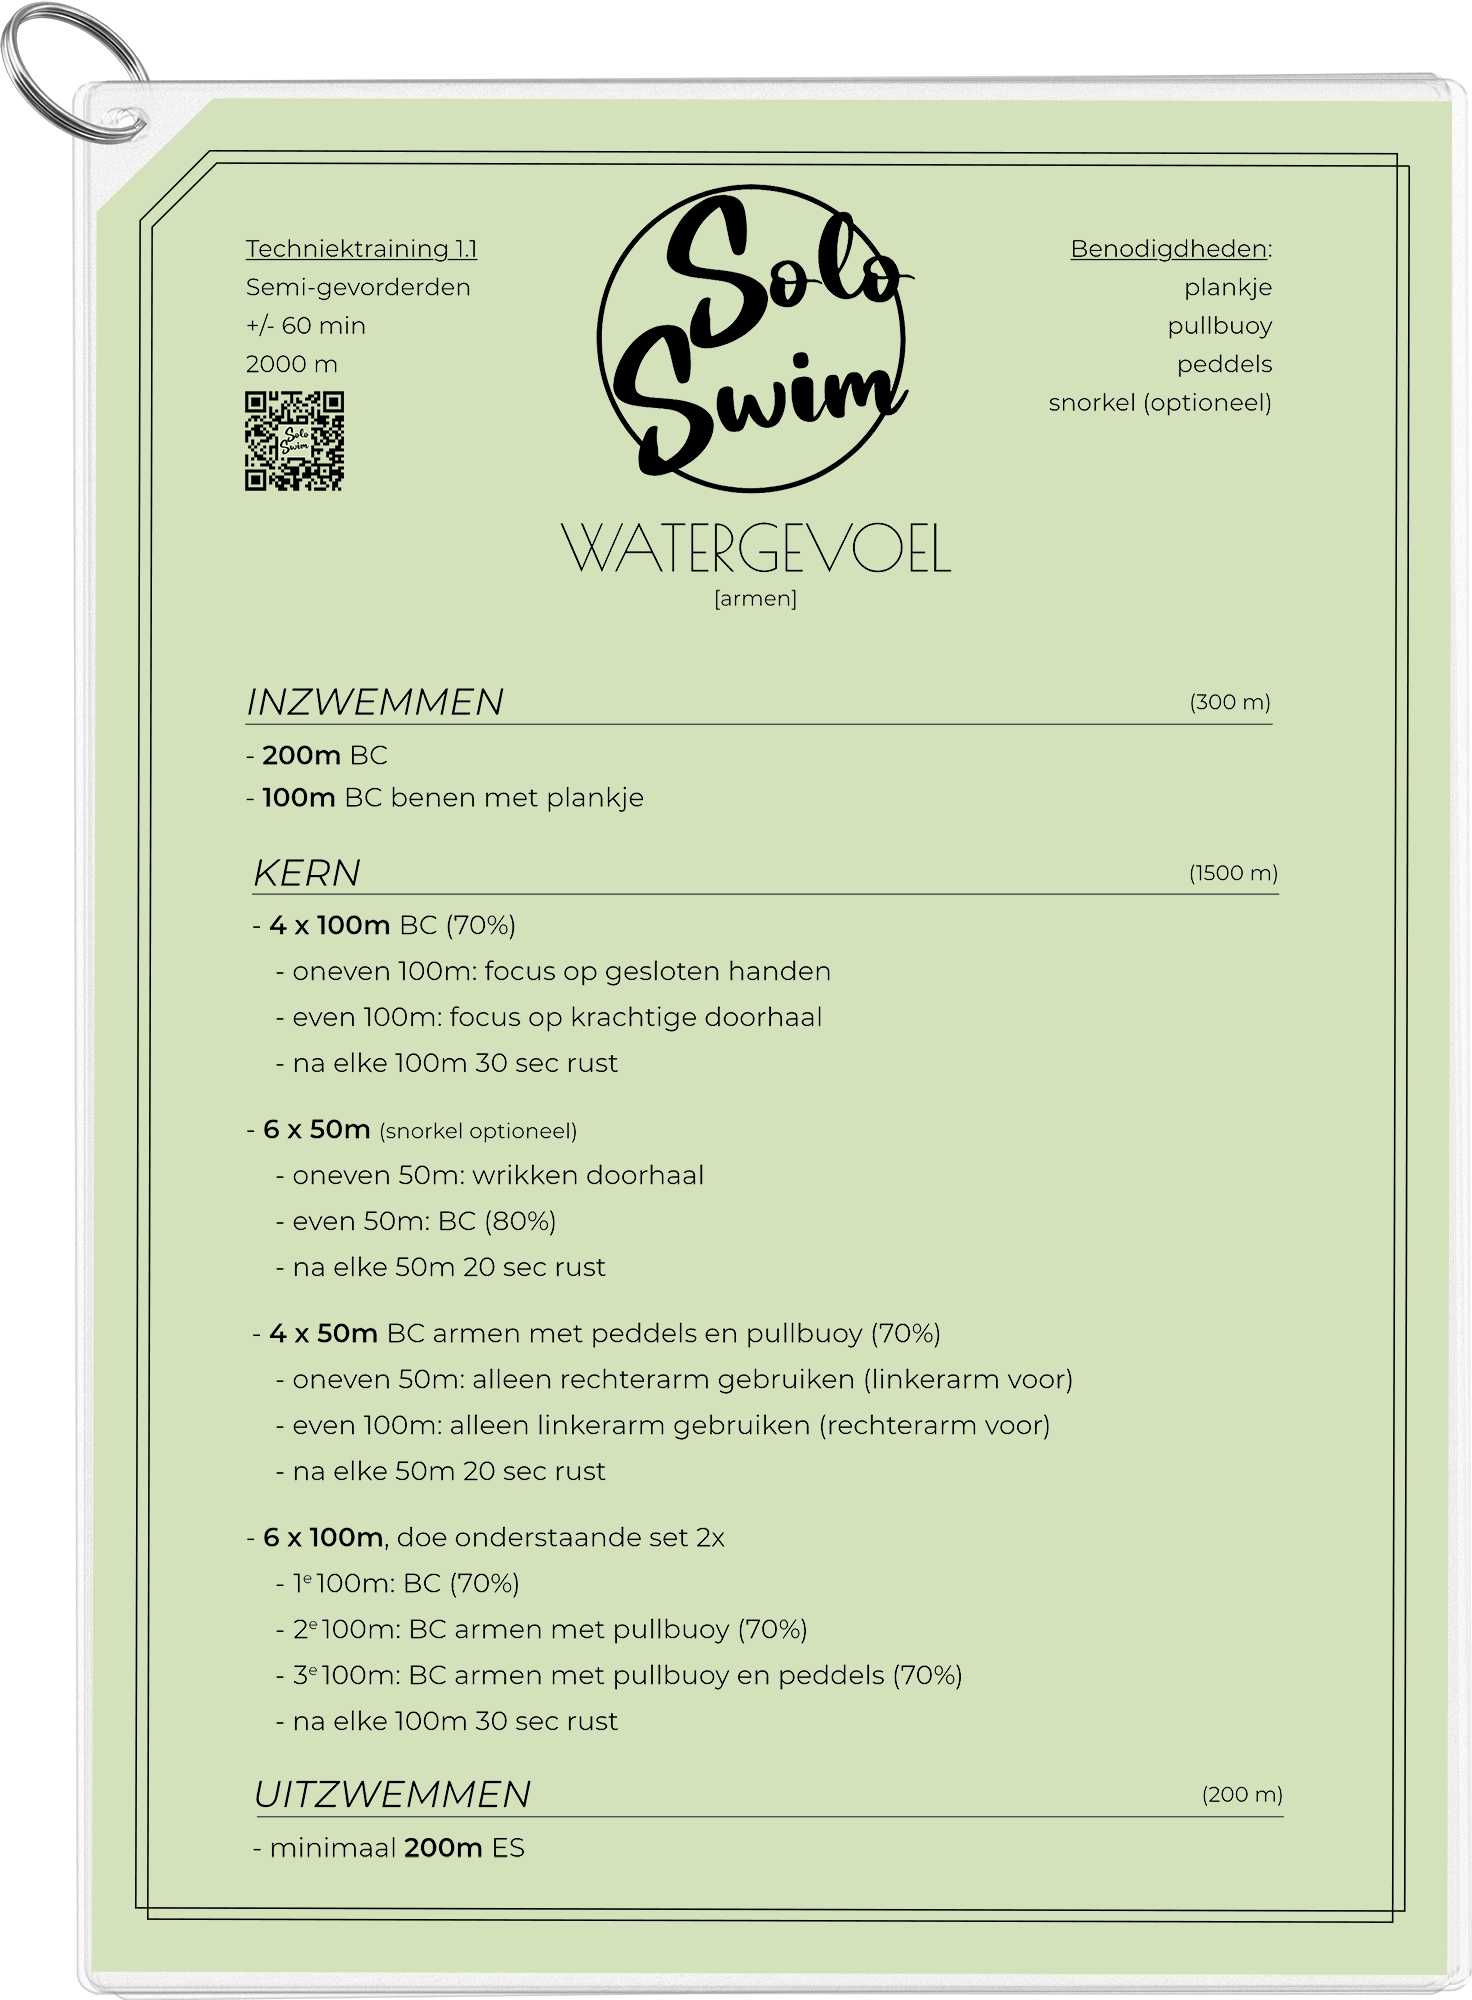 Techniektraining 1.1
Semi-gevorderden
+/- 60 min
2000 m
Solo
Swim
Solo
Swim
Benodigdheden:
plankje
pullbuoy
peddels
snorkel (optioneel)
WATERGEVOEL
[armen]
INZWEMMEN (300 m)
- 200m BC
- 100m BC benen met plankje
KERN (1500 m)
- 4 x 100m BC (70%)
- oneven 100m: focus op gesloten handen
- even 100m: focus op krachtige doorhaal
- na elke 100m 30 sec rust
- 6 x 50m (snorkel optioneel)
- oneven 50m: wrikken doorhaal
- even 50m: BC (80%)
- na elke 50m 20 sec rust
- 4 x 50m BC armen met peddels en pullbuoy (70%)
- oneven 50m: alleen rechterarm gebruiken (linkerarm voor)
- even 100m: alleen linkerarm gebruiken (rechterarm voor)
- na elke 50m 20 sec rust
- 6 x 100m, doe onderstaande set 2x
- 1e 100m: BC (70%)
- 2e 100m: BC armen met pullbuoy (70%)
- 3e 100m: BC armen met pullbuoy en peddels (70%)
- na elke 100m 30 sec rust
UITZWEMMEN (200 m)
- minimaal 200m ES